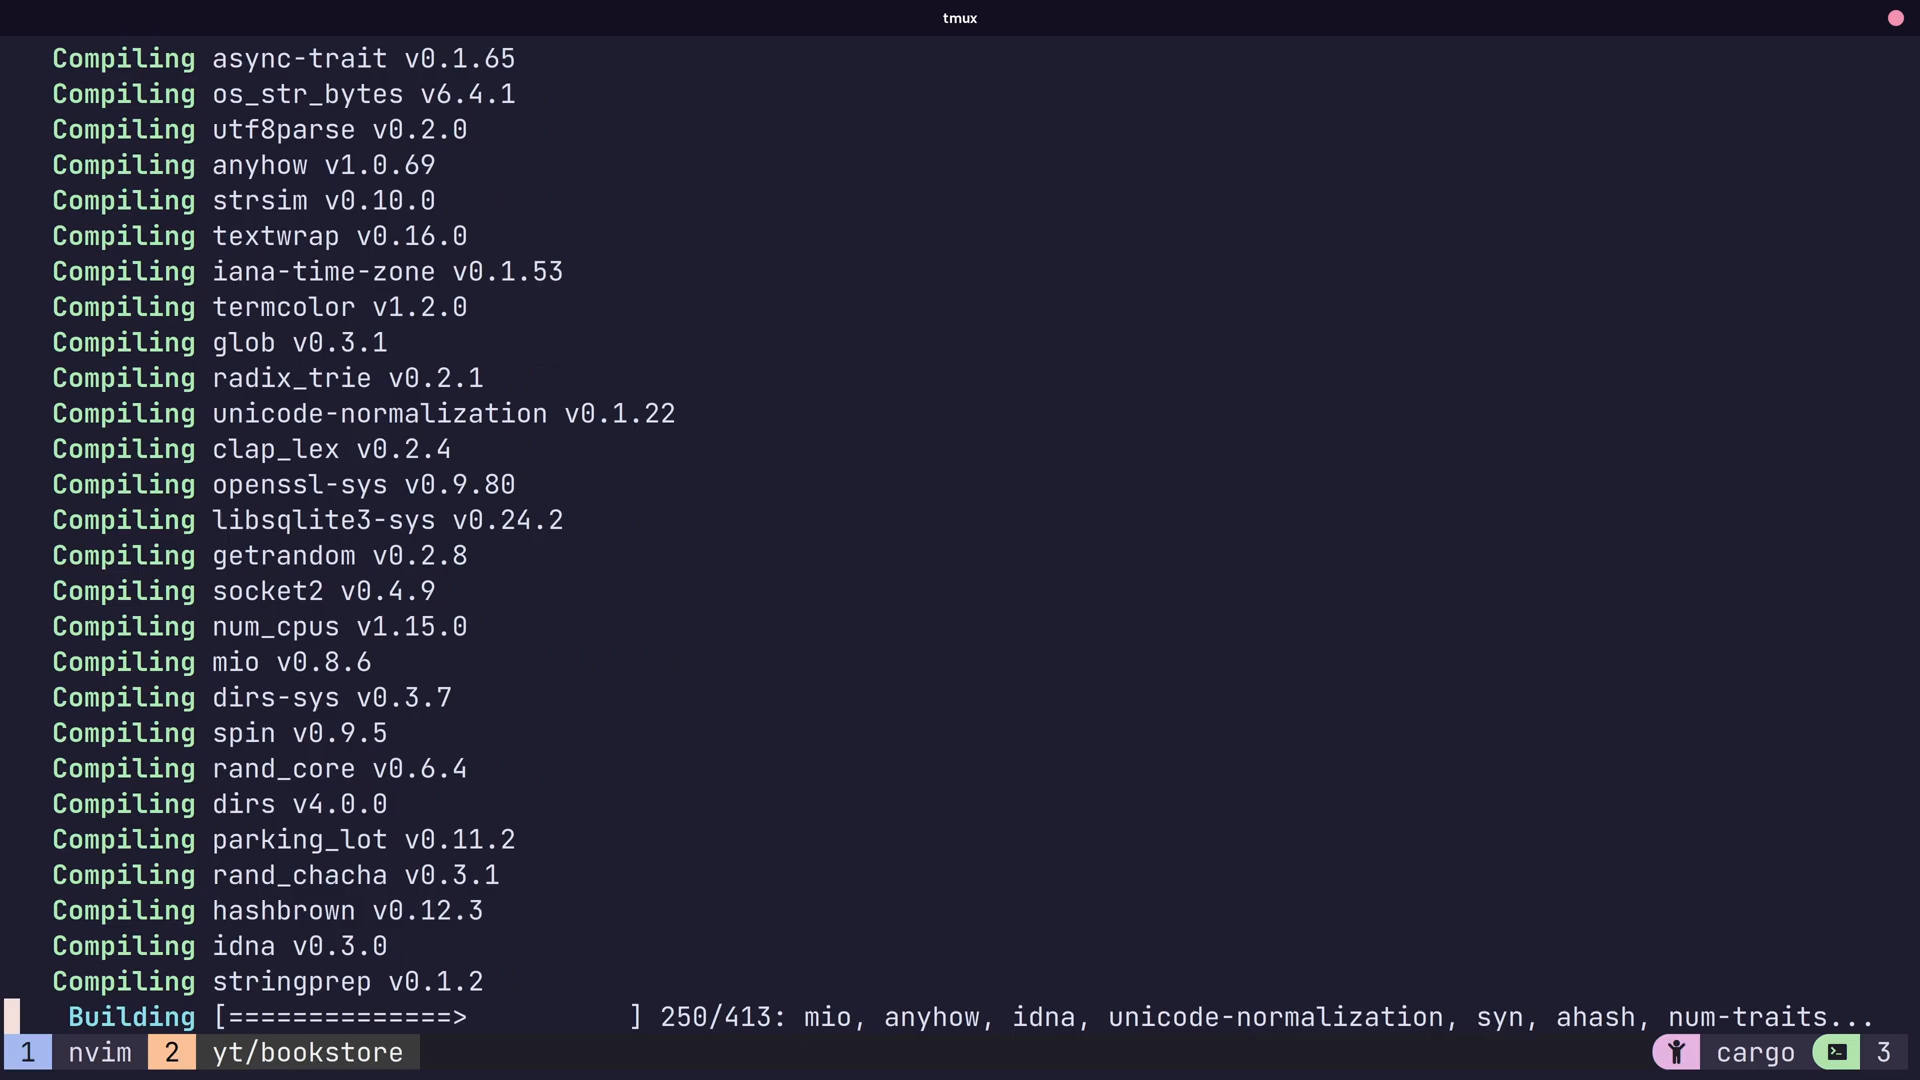 tmux
Compiling async-trait v0.1.65
Compiling os_str_bytes v6.4.1
Compiling utf8parse v0.2.0
Compiling anyhow v1.0.69
Compiling strsim v0.10.0
Compiling textwrap v0.16.0
Compiling iana-time-zone v0.1.53
Compiling termcolor v1.2.0
Compiling glob v0.3.1
Compiling radix_trie v0.2.1
Compiling unicode-normalization v0.1.22
Compiling clap_lex v0.2.4
Compiling openssl-sys v0.9.80
Compiling libsqlite3-sys v0.24.2
Compiling getrandom v0.2.8
Compiling socket2 v0.4.9
Compiling num_cpus v1.15.0
Compiling mio v0.8.6
Compiling dirs-sys v0.3.7
Compiling spin v0.9.5
Compiling rand_core v0.6.4
Compiling dirs v4.0.0
Compiling parking_lot v0.11.2
Compiling rand_chacha v0.3.1
Compiling hashbrown v0.12.3
Compiling idna v0.3.0
Compiling stringprep v0.1.2
Building [==============>          ] 250/413: mio, anyhow, idna, unicode-normalization, syn, ahash, num-traits...
1 nvim 2 yt/bookstore cargo 3